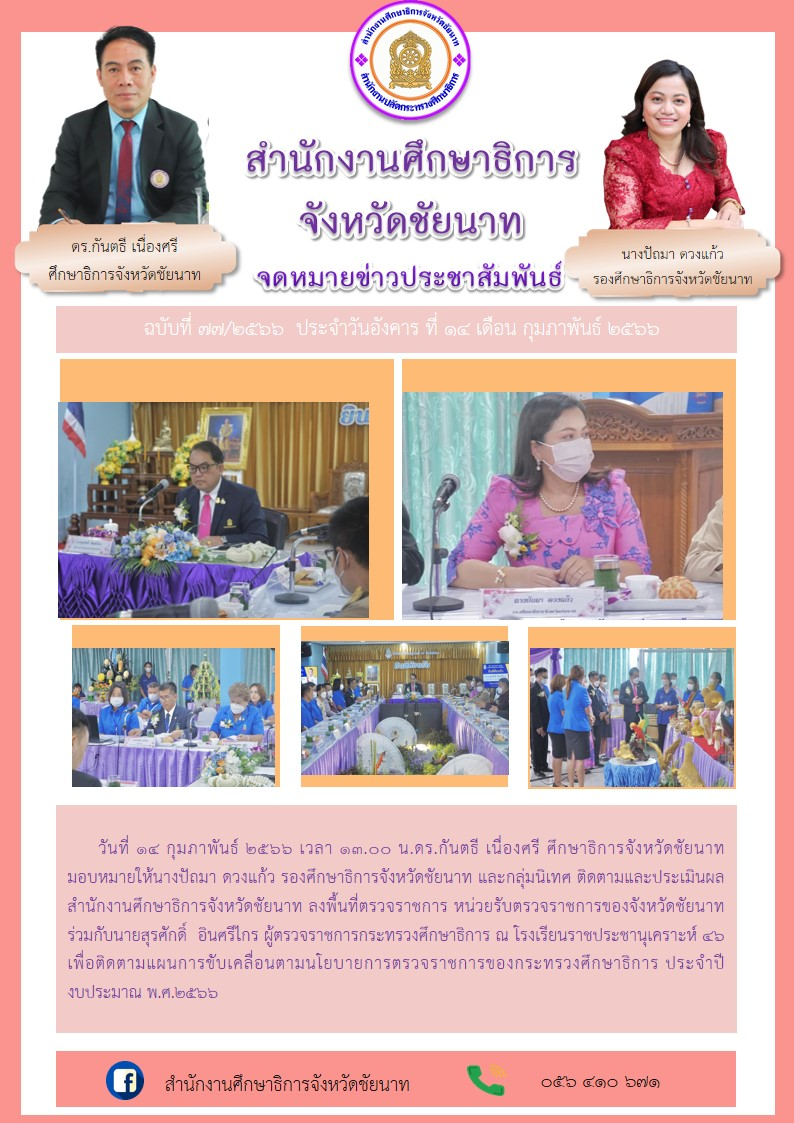 สำนักงานศึกษาธิการจังหวัดชัยนาท
สำนักงานปลัดกระทรวงศึกษาธิการ
สำนักงานศึกษาธิการ
จังหวัดชัยนาท
จดหมายข่าวประชาสัมพันธ์
ดร.กันตธี เนื่องศรี
ศึกษาธิการจังหวัดชัยนาท
นางปัถมา ดวงแก้ว
รองศึกษาธิการจังหวัดชัยนาท
ฉบับที่ ๗๗/๒๕๖๖ ประจำวันอังคาร ที่ ๑๔ เดือน กุมภาพันธ์ ๒๕๖๖
นางปัถมา ดวงแก้ว
วันที่ ๑๔ กุมภาพันธ์ ๒๕๖๖ เวลา ๑๓.๐๐ น.ดร.กันตธี เนื่องศรี ศึกษาธิการจังหวัดชัยนาท
มอบหมายให้นางปัถมา ดวงแก้ว รองศึกษาธิการจังหวัดชัยนาท และกลุ่มนิเทศ ติดตามและประเมินผล
สำนักงานศึกษาธิการจังหวัดชัยนาท ลงพื้นที่ตรวจราชการ หน่วยรับตรวจราชการของจังหวัดชัยนาท
ร่วมกับนายสุรศักดิ์ อินศรีไกร ผู้ตรวจราชการกระทรวงศึกษาธิการ ณ โรงเรียนราชประชานุเคราะห์ ๔๖
เพื่อติดตามแผนการขับเคลื่อนตามนโยบายการตรวจราชการของกระทรวงศึกษาธิการ ประจำปี
งบประมาณ พ.ศ.๒๕๖๖
สำนักงานศึกษาธิการจังหวัดชัยนาท
๐๕๖ ๔๑๐ ๖๗๑